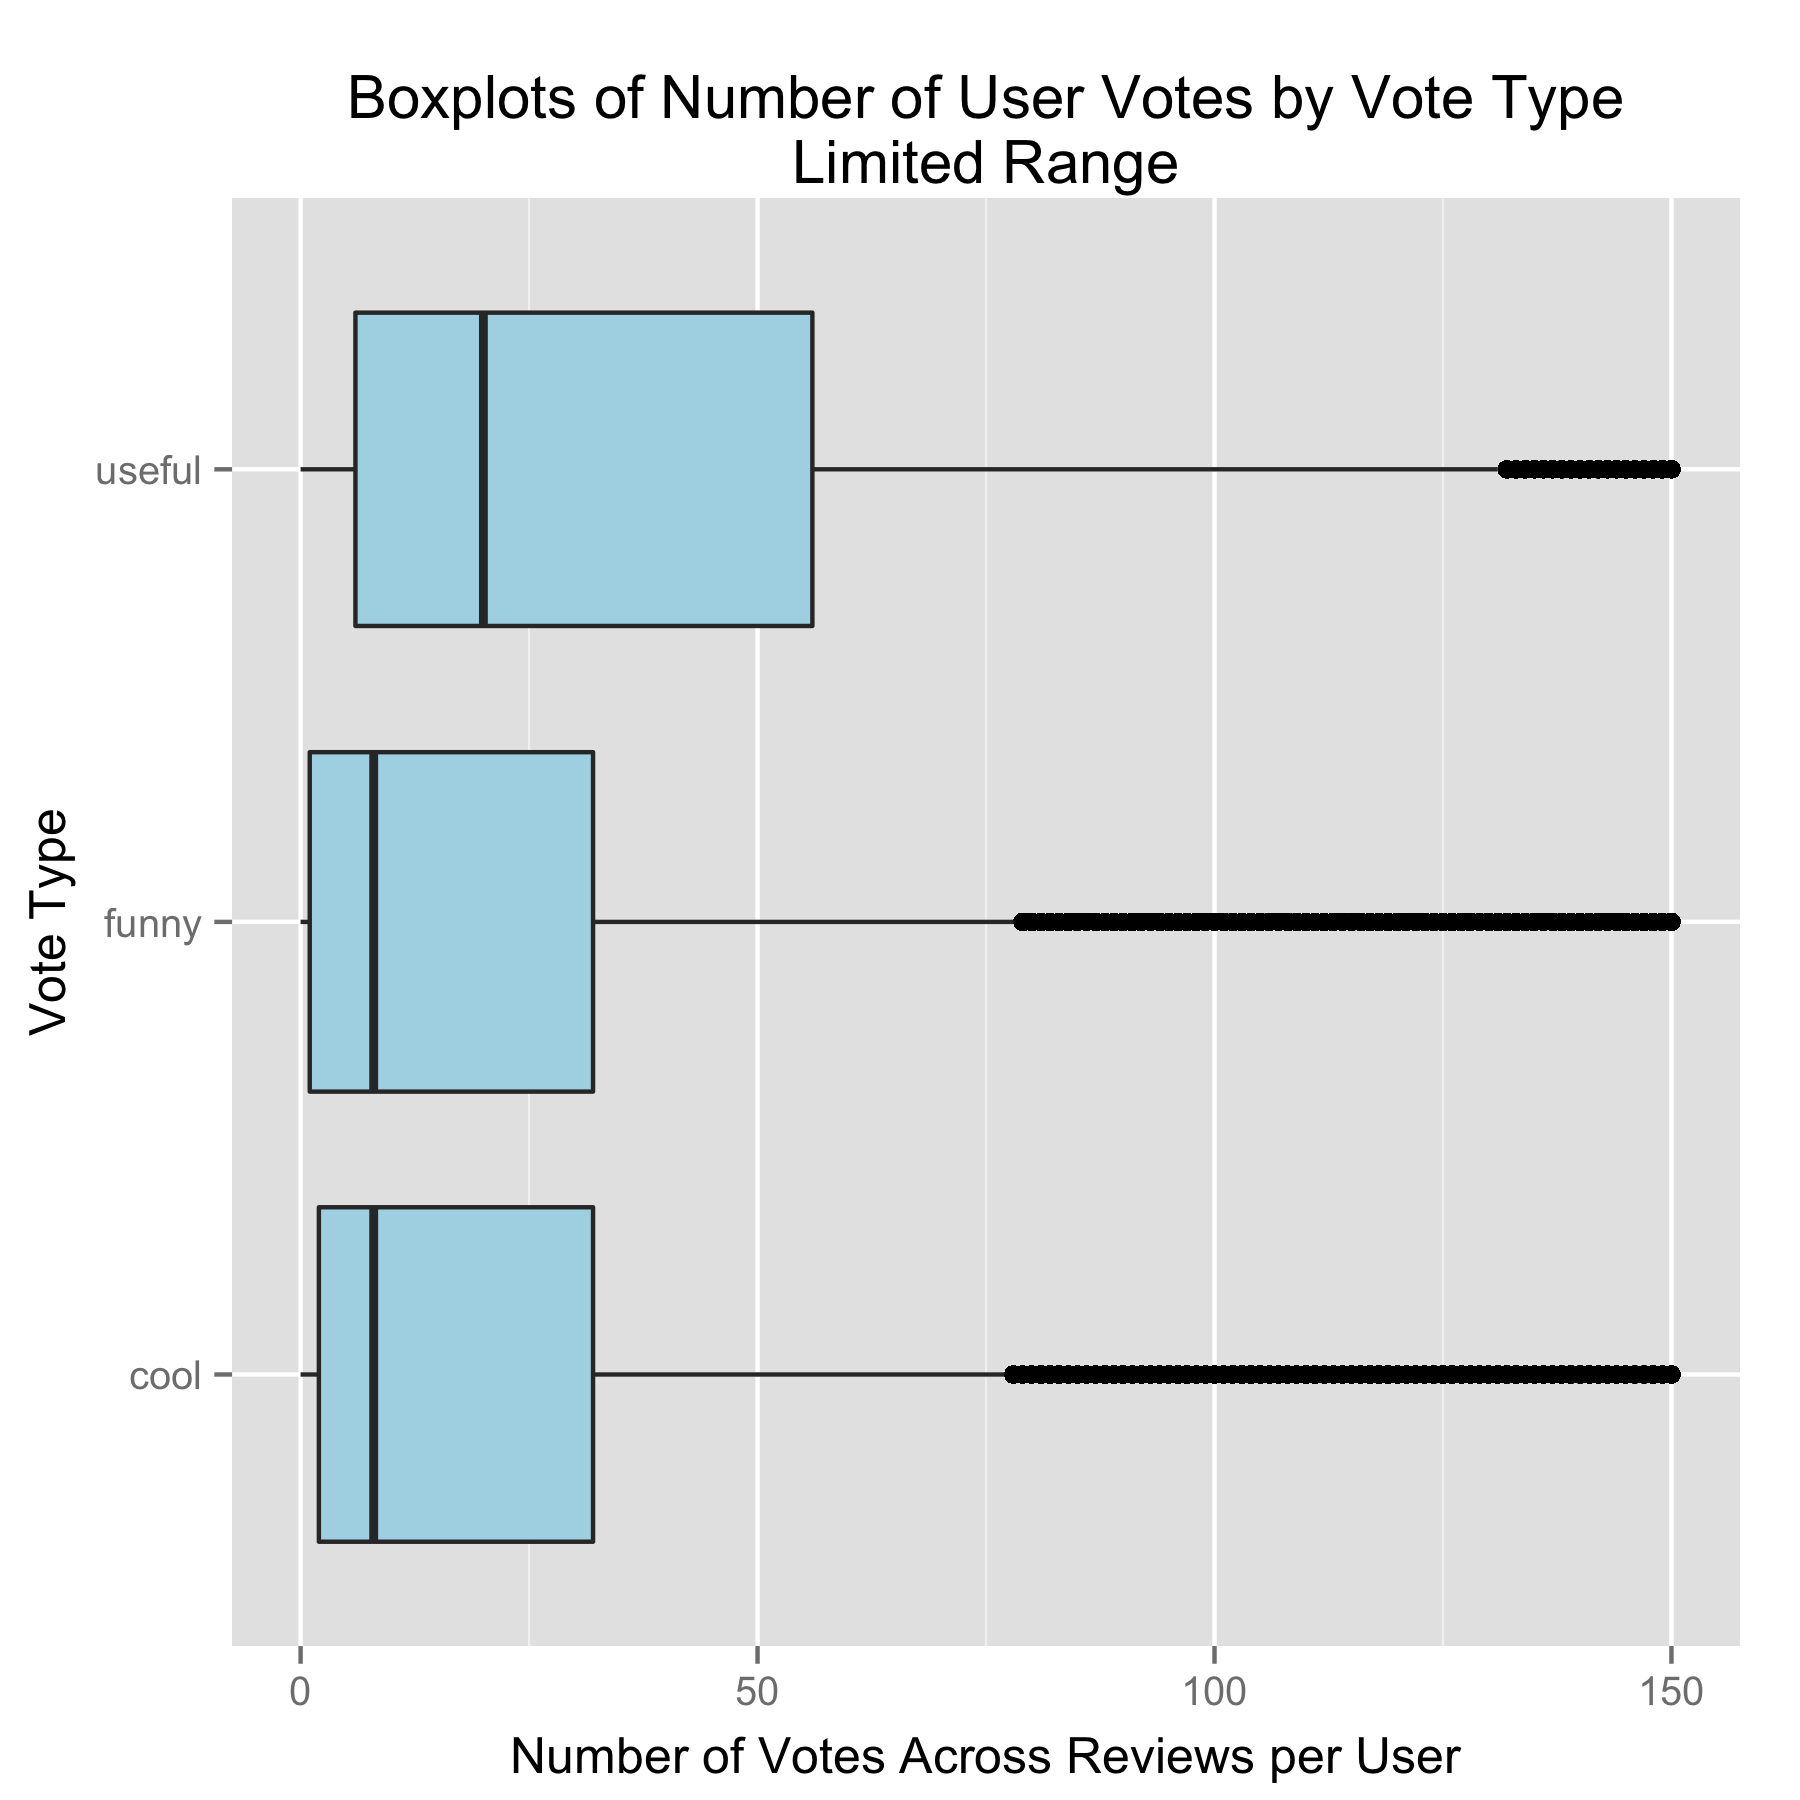 Boxplots of Number of User Votes by Vote Type
Limited Range
useful
funny
cool
Vote Type
0
50
100
150
Number of Votes Across Reviews per User